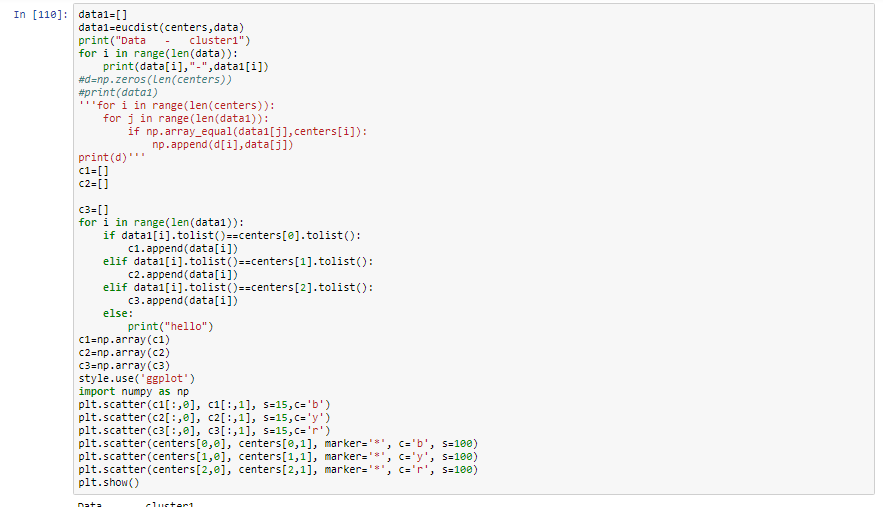 In [110]: data1=[]
data1=eucdist(centers,data)
print("Data   -   cluster1")
for i in range(len(data)):
    print(data[i],"-",data1[i])
#d=np.zeros(len(centers))
#print(data1)
'''for i in range(len(centers)):
    for j in range(len(data1)):
        if np.array_equal(data1[j],centers[i]):
            np.append(d[i],data[j])
print(d)'''
c1=[]
c2=[]

c3=[]
for i in range(len(data1)):
    if data1[i].tolist()==centers[0].tolist():
        c1.append(data[i])
    elif data1[i].tolist()==centers[1].tolist():
        c2.append(data[i])
    elif data1[i].tolist()==centers[2].tolist():
        c3.append(data[i])
    else:
        print("hello")
c1=np.array(c1)
c2=np.array(c2)
c3=np.array(c3)
style.use('ggplot')
import numpy as np
plt.scatter(c1[:,0], c1[:,1], s=15,c='b')
plt.scatter(c2[:,0], c2[:,1], s=15,c='y')
plt.scatter(c3[:,0], c3[:,1], s=15,c='r')
plt.scatter(centers[0,0], centers[0,1], marker='*', c='b', s=100)
plt.scatter(centers[1,0], centers[1,1], marker='*', c='y', s=100)
plt.scatter(centers[2,0], centers[2,1], marker='*', c='r', s=100)
plt.show()
Data       cluster1